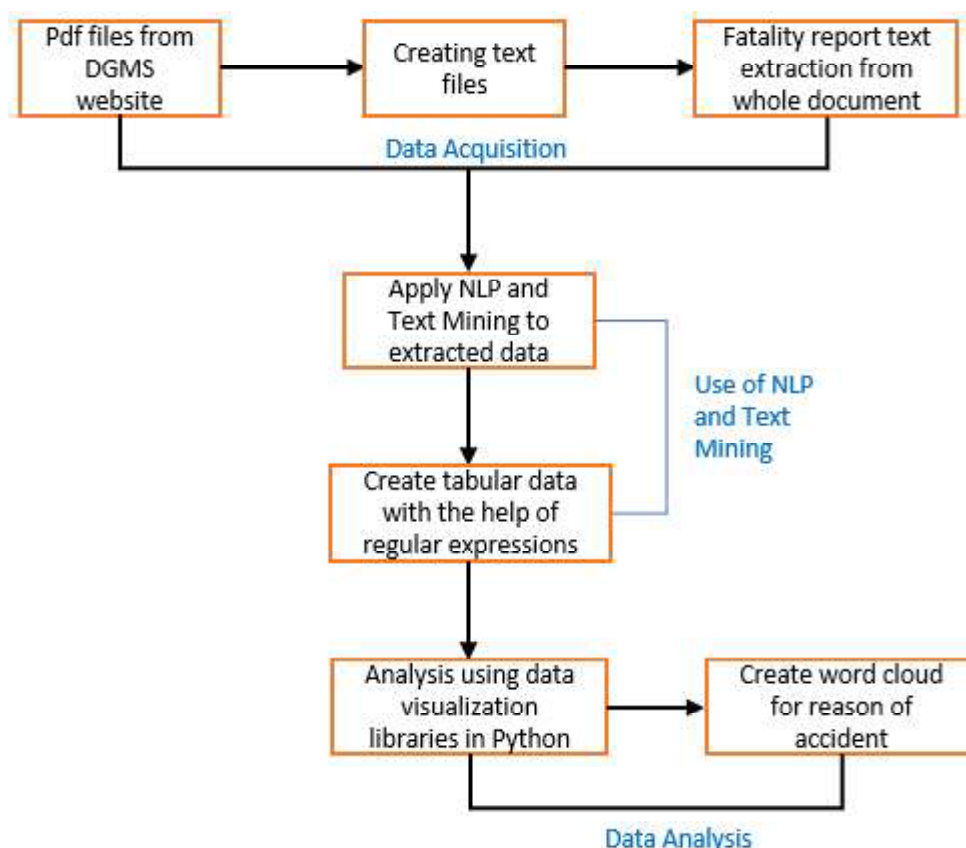 Pdf files from
DGMS
website
Creating text
files
Fatality report text
extraction from
whole document
Data Acquisition
Apply NLP and
Text Mining to
extracted data
Use of NLP
and Text
Mining
Create tabular data
with the help of
regular expressions
Analysis using data
visualization
libraries in Python
Create word cloud
for reason of
accident
Data Analysis